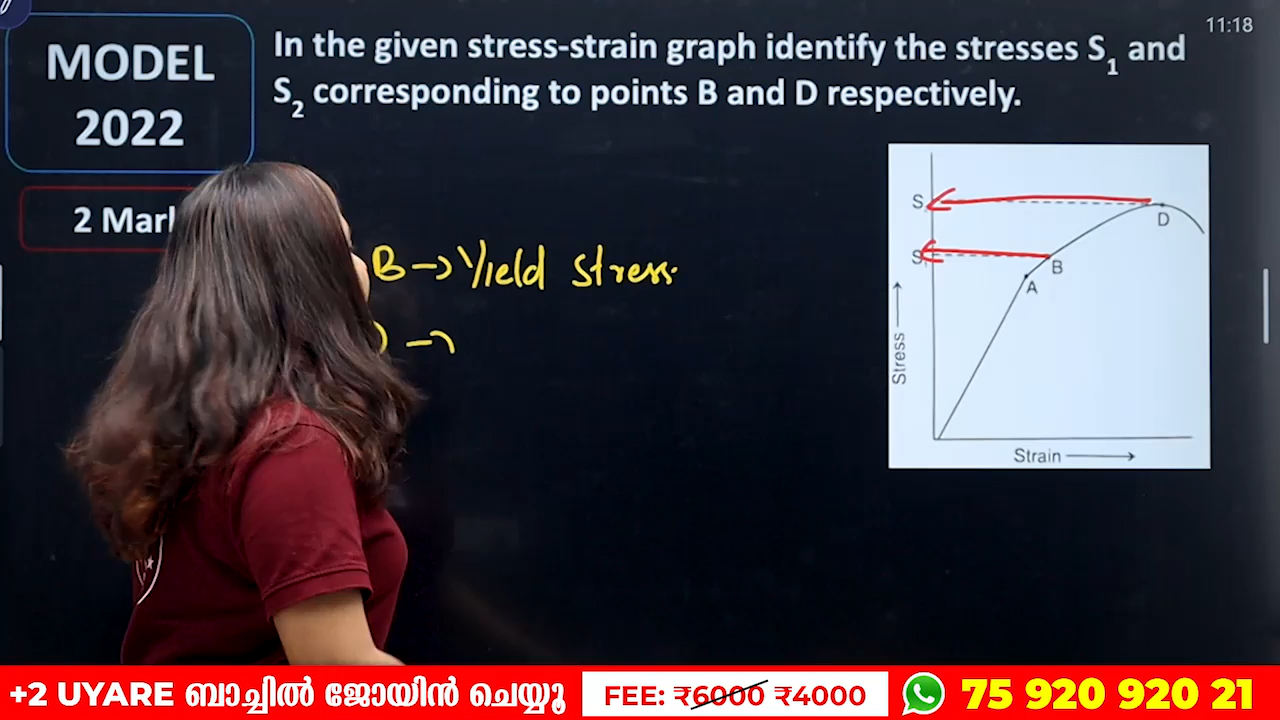 11:18
MODEL
2022
2 Mark
In the given stress-strain graph identify the stresses S₁ and
S₂ corresponding to points B and D respectively.
B → Yield stress
→
S
D
S
B
A
Stress →
Strain →
+2 UYARE ബാച്ചിൽ ജോയിൻ ചെയ്യൂ
FEE: ₹6000 ₹4000
75 920 920 21